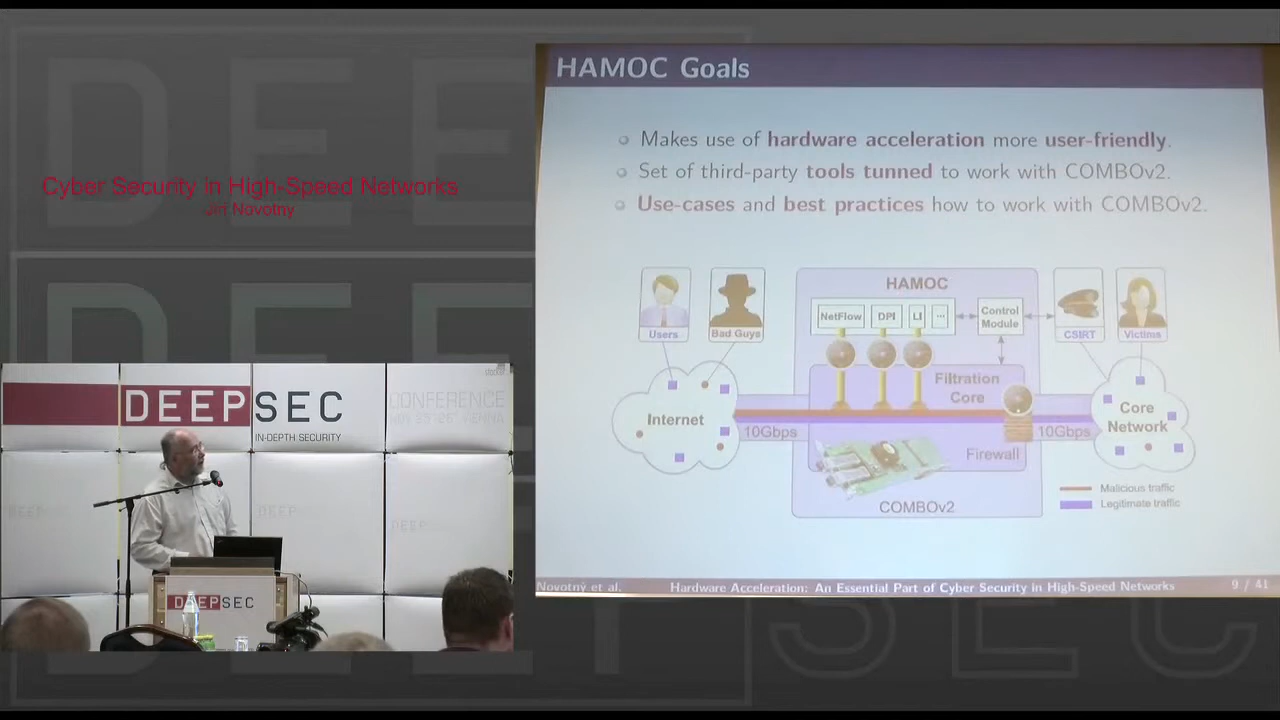 Cyber Security in High-Speed Networks
Jiri Novotny
DEEPSEC
IN-DEPTH SECURITY
CONFERENCE
DEEPSEC
DEEPSEC
HAMOC Goals
Makes use of hardware acceleration more user-friendly.
Set of third-party tools tunned to work with COMBOv2.
Use-cases and best practices how to work with COMBOv2.
Users
Bad Guys
HAMOC
NetFlow
DPI
LI
...
Control
Module
CSIRT
Victims
Internet
10Gbps
Filtration
Core
Firewall
10Gbps
Core
Network
COMBOv2
Malicious traffic
Legitimate traffic
Novotný et al.
Hardware Acceleration: An Essential Part of Cyber Security in High-Speed Networks
9 / 41